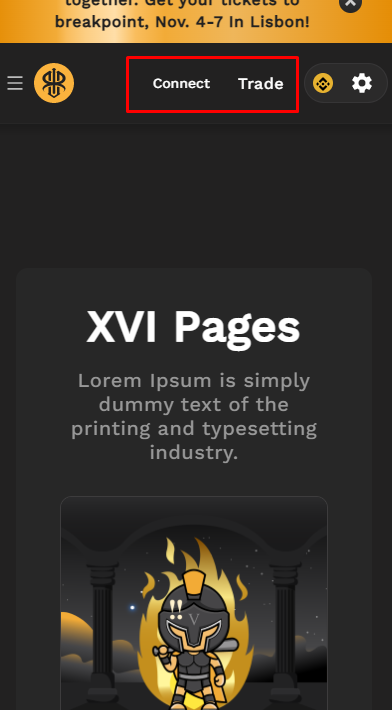 together. Get your tickets to
breakpoint, Nov. 4-7 In Lisbon!
Connect Trade
XVI Pages
Lorem Ipsum is simply
dummy text of the
printing and typesetting
industry.
!! V